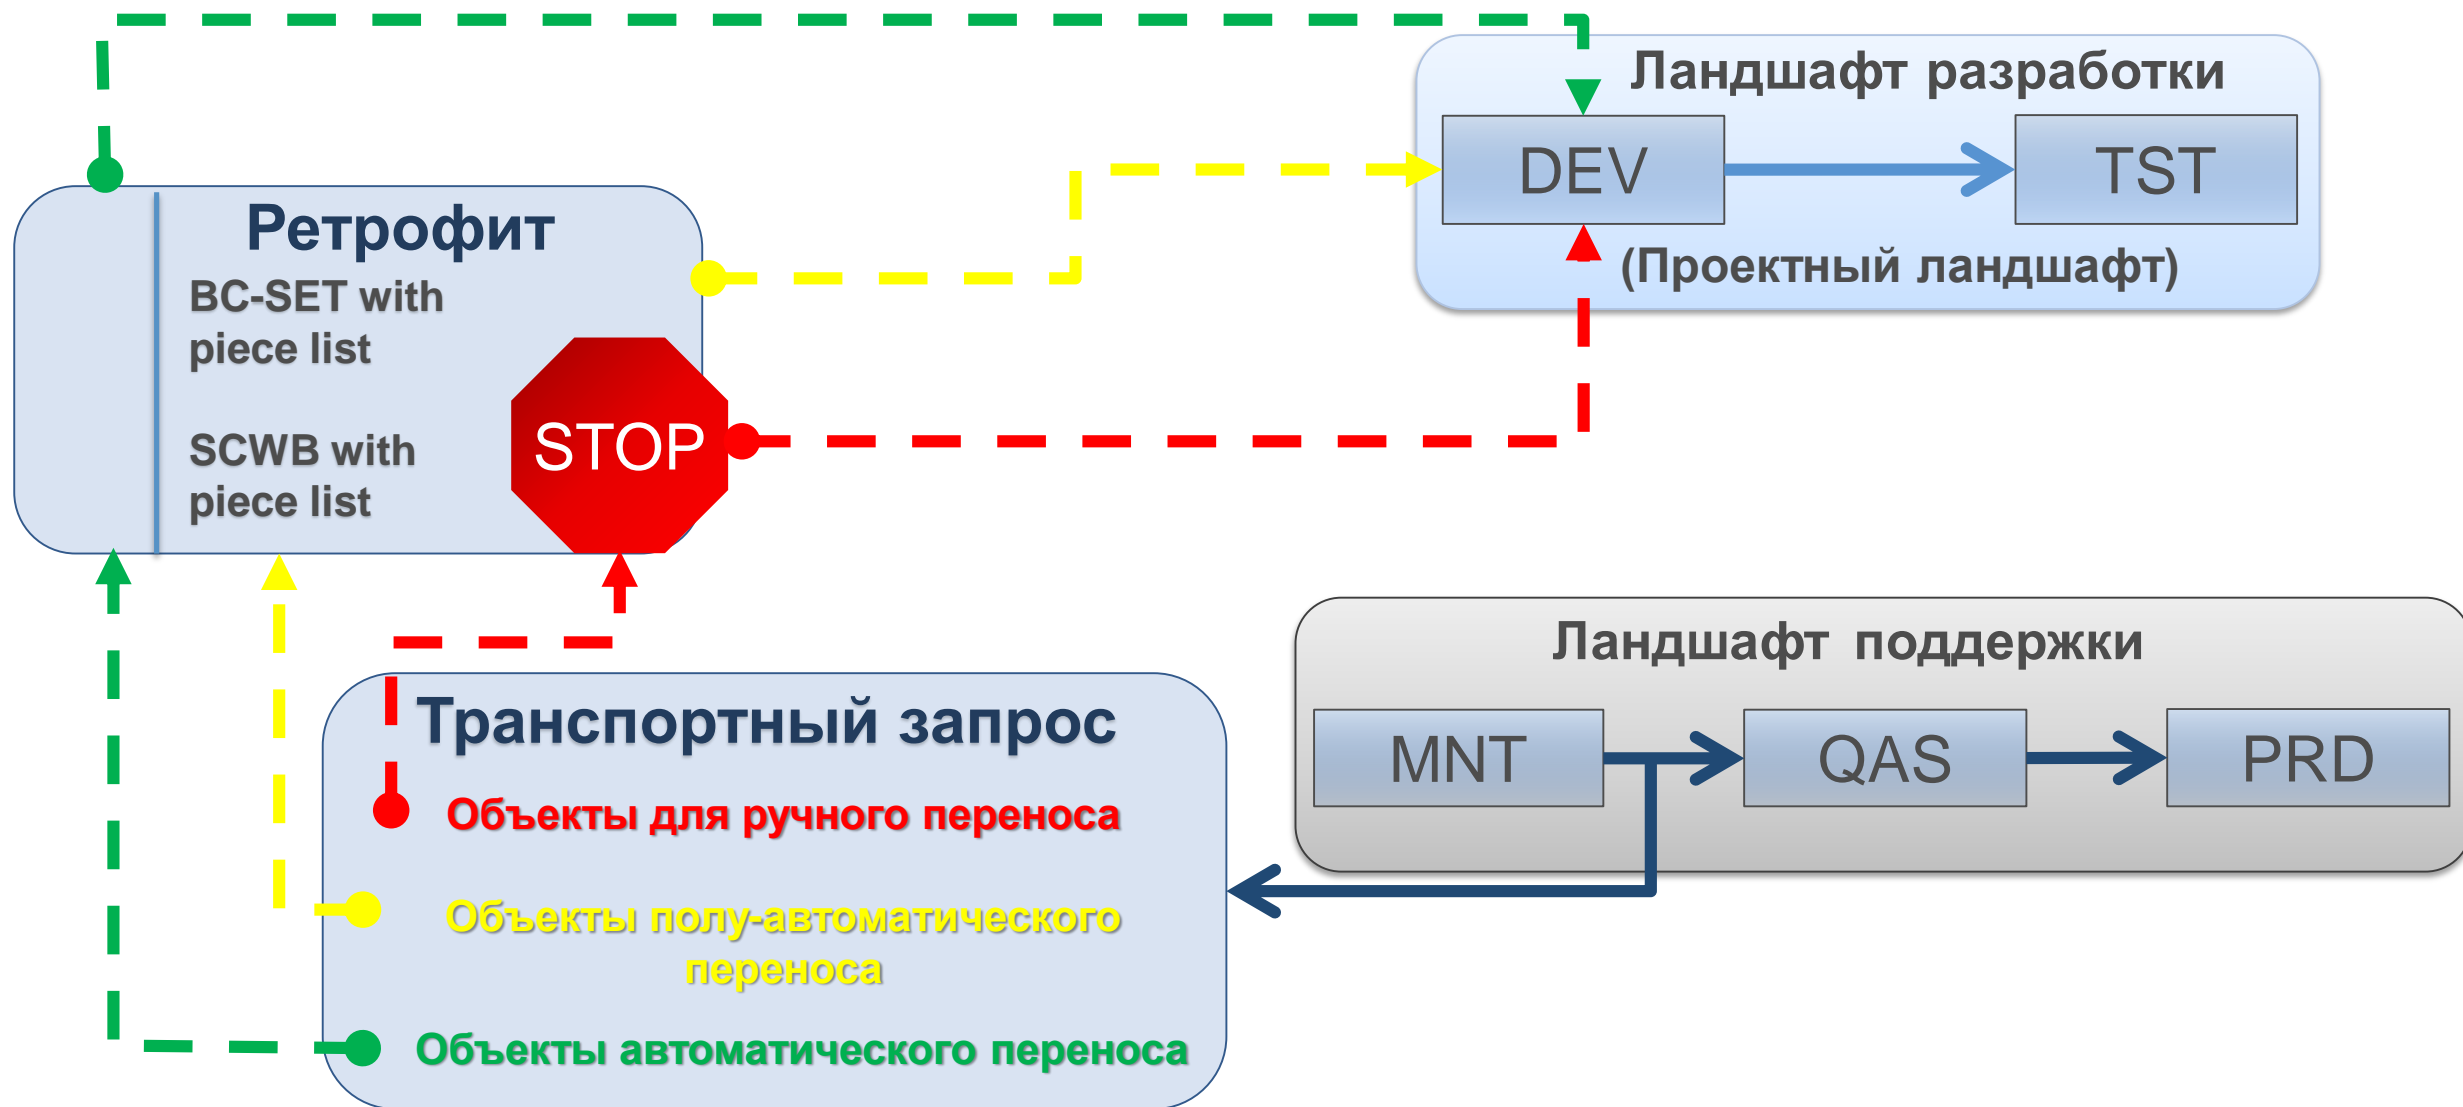 Ландшафт разработки
DEV
TST
(Проектный ландшафт)
Ретрофит
BC-SET with
piece list
SCWB with
piece list
STOP
Ландшафт поддержки
MNT
QAS
PRD
Транспортный запрос
Объекты для ручного переноса
Объекты полу-автоматического
переноса
Объекты автоматического переноса